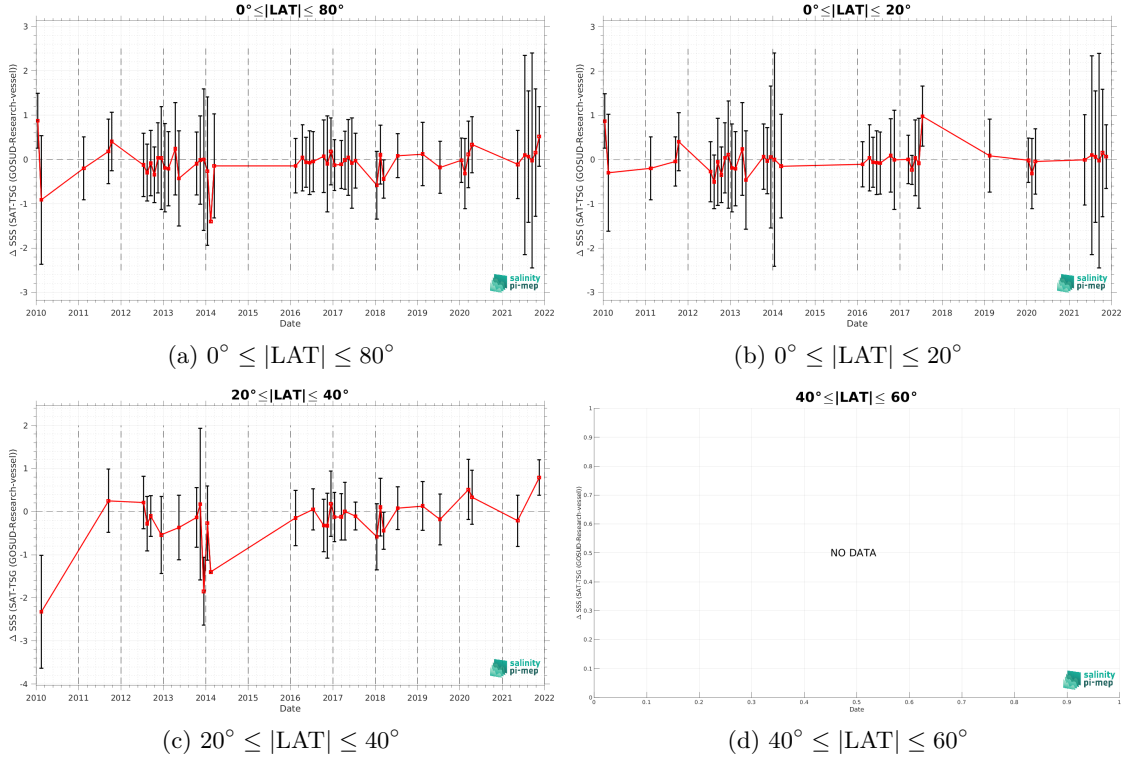 0°≤|LAT|≤ 80°
3
2
1
0
-1
-2
-3
Δ SSS (SAT-TSG (GOSUD-Research-vessel))
2010 2011 2012 2013 2014 2015 2016 2017 2018 2019 2020 2021 2022
Date
salinity
pi-mep
(a) 0° ≤ |LAT| ≤ 80°
0°≤|LAT|≤ 20°
3
2
1
0
-1
-2
-3
Δ SSS (SAT-TSG (GOSUD-Research-vessel))
2010 2011 2012 2013 2014 2015 2016 2017 2018 2019 2020 2021 2022
Date
salinity
pi-mep
(b) 0° ≤ |LAT| ≤ 20°
20°≤|LAT|≤ 40°
2
1
0
-1
-2
-3
-4
Δ SSS (SAT-TSG (GOSUD-Research-vessel))
2010 2011 2012 2013 2014 2015 2016 2017 2018 2019 2020 2021 2022
Date
salinity
pi-mep
(c) 20° ≤ |LAT| ≤ 40°
40°≤|LAT|≤ 60°
1
0.9
0.8
0.7
0.6
0.5
0.4
0.3
0.2
0.1
0
Δ SSS (SAT-TSG (GOSUD-Research-vessel))
NO DATA
0 0.1 0.2 0.3 0.4 0.5 0.6 0.7 0.8 0.9 1
Date
salinity
pi-mep
(d) 40° ≤ |LAT| ≤ 60°